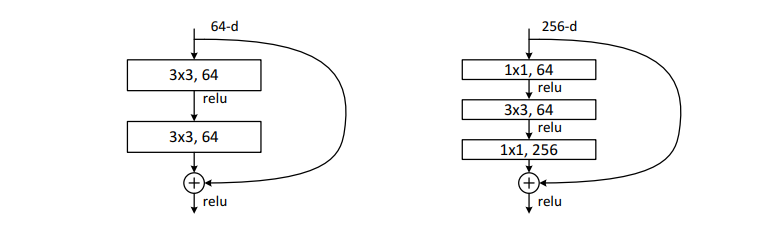 64-d
3x3, 64
relu
3x3, 64
relu
256-d
1x1, 64
relu
3x3, 64
relu
1x1, 256
relu